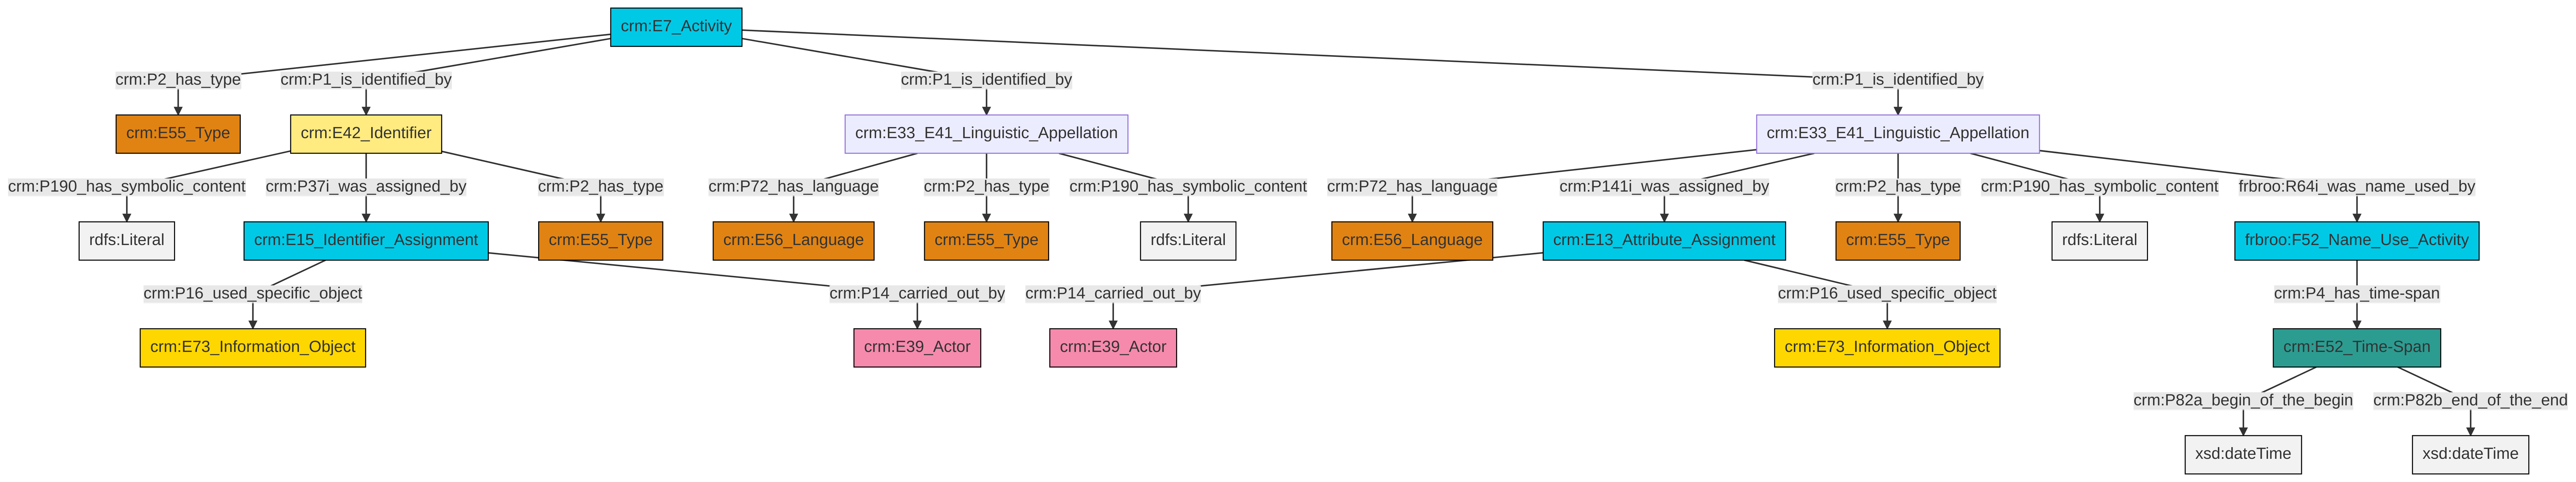 crm:E7_Activity
crm:P2_has_type
crm:P1_is_identified_by
crm:P1_is_identified_by
crm:P1_is_identified_by
crm:E55_Type
crm:E42_Identifier
crm:E33_E41_Linguistic_Appellation
crm:E33_E41_Linguistic_Appellation
crm:P190_has_symbolic_content
crm:P37i_was_assigned_by
crm:P2_has_type
crm:P72_has_language
crm:P2_has_type
crm:P190_has_symbolic_content
crm:P72_has_language
crm:P141i_was_assigned_by
crm:P2_has_type
crm:P190_has_symbolic_content
frbroo:R64i_was_name_used_by
rdfs:Literal
crm:E15_Identifier_Assignment
crm:E55_Type
crm:E56_Language
crm:E55_Type
rdfs:Literal
crm:E56_Language
crm:E13_Attribute_Assignment
crm:E55_Type
rdfs:Literal
frbroo:F52_Name_Use_Activity
crm:P16_used_specific_object
crm:P14_carried_out_by
crm:P14_carried_out_by
crm:P16_used_specific_object
crm:P4_has_time-span
crm:E73_Information_Object
crm:E39_Actor
crm:E39_Actor
crm:E73_Information_Object
crm:E52_Time-Span
crm:P82a_begin_of_the_begin
crm:P82b_end_of_the_end
xsd:dateTime
xsd:dateTime